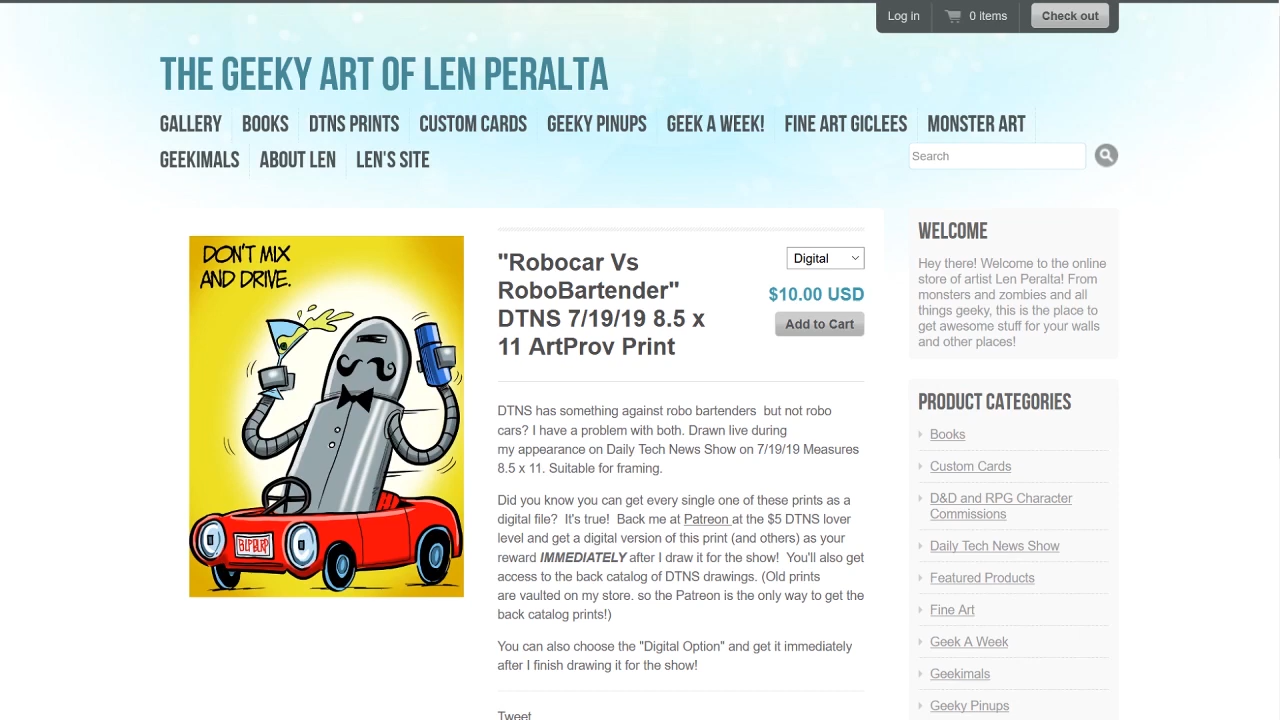 Log in
0 items
Check out
THE GEEKY ART OF LEN PERALTA
GALLERY BOOKS DTNS PRINTS CUSTOM CARDS GEEKY PINUPS GEEK A WEEK! FINE ART GICLEES MONSTER ART
GEEKIMALS ABOUT LEN LEN'S SITE
Search
DON'T MIX
AND DRIVE.
BLPBURP
"Robocar Vs
RoboBartender"
DTNS 7/19/19 8.5 x
11 ArtProv Print
Digital
$10.00 USD
Add to Cart
DTNS has something against robo bartenders but not robo
cars? I have a problem with both. Drawn live during
my appearance on Daily Tech News Show on 7/19/19 Measures
8.5 x 11. Suitable for framing.
Did you know you can get every single one of these prints as a
digital file? It's true! Back me at Patreon at the $5 DTNS lover
level and get a digital version of this print (and others) as your
reward IMMEDIATELY after I draw it for the show! You'll also get
access to the back catalog of DTNS drawings. (Old prints
are vaulted on my store. so the Patreon is the only way to get the
back catalog prints!)
You can also choose the "Digital Option" and get it immediately
after I finish drawing it for the show!
Tweet
WELCOME
Hey there! Welcome to the online
store of artist Len Peralta! From
monsters and zombies and all
things geeky, this is the place to
get awesome stuff for your walls
and other places!
PRODUCT CATEGORIES
Books
Custom Cards
D&D and RPG Character
Commissions
Daily Tech News Show
Featured Products
Fine Art
Geek A Week
Geekimals
Geeky Pinups